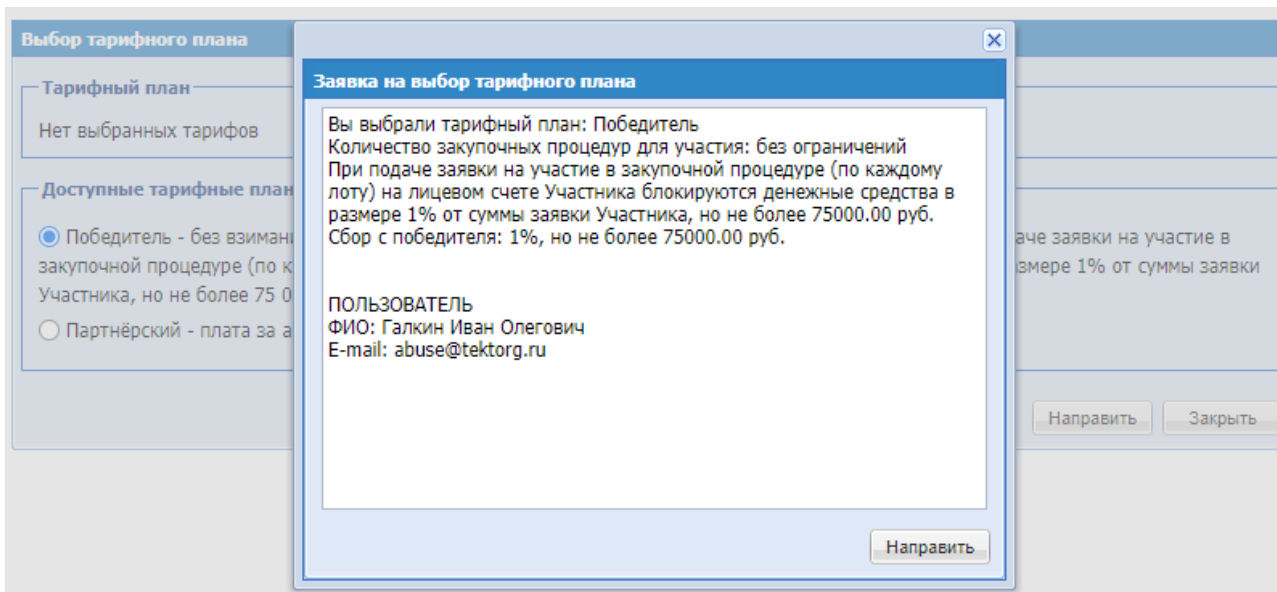 Выбор тарифного плана
Тарифный план
Нет выбранных тарифов
Доступные тарифные план
Победитель - без взимани
закупочной процедуре (по к
Участника, но не более 75 0
Партнёрский - плата за а
аче заявки на участие в
змере 1% от суммы заявки
Направить
Закрыть
Заявка на выбор тарифного плана
Вы выбрали тарифный план: Победитель
Количество закупочных процедур для участия: без ограничений
При подаче заявки на участие в закупочной процедуре (по каждому
лоту) на лицевом счете Участника блокируются денежные средства в
размере 1% от суммы заявки Участника, но не более 75000.00 руб.
Сбор с победителя: 1%, но не более 75000.00 руб.
ПОЛЬЗОВАТЕЛЬ
ФИО: Галкин Иван Олегович
E-mail: abuse@tektorg.ru
Направить